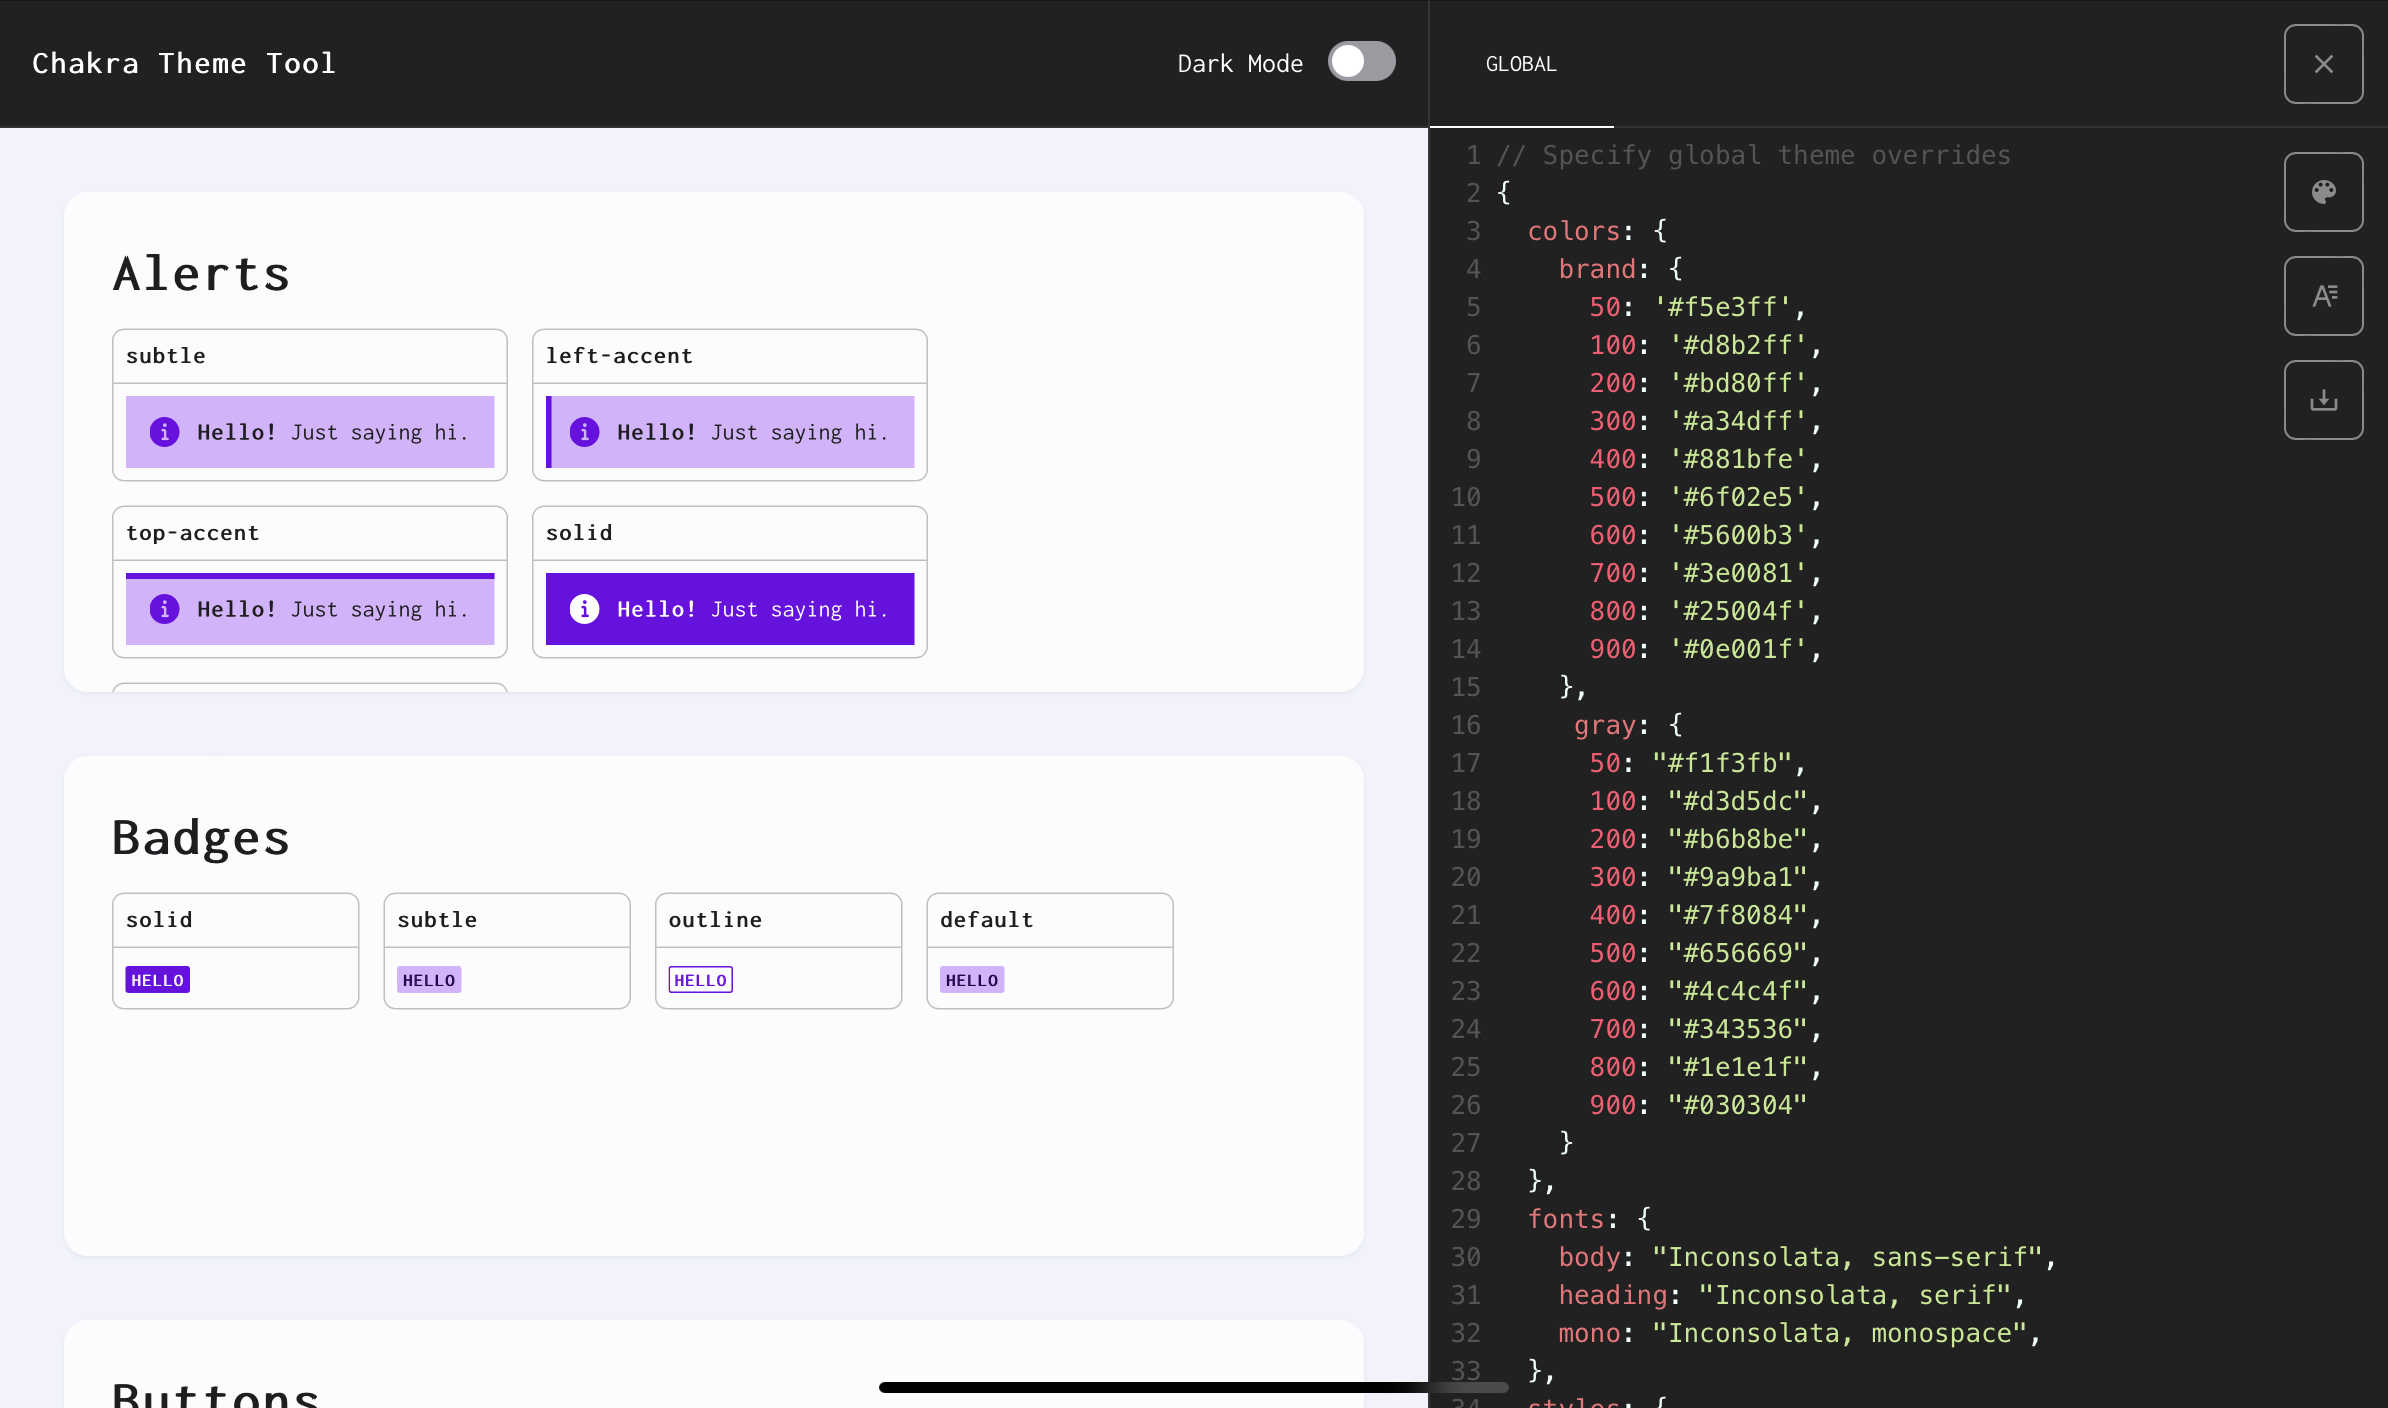 Chakra Theme Tool
Dark Mode
GLOBAL
Alerts
subtle
left-accent
Hello! Just saying hi.
Hello! Just saying hi.
top-accent
solid
Hello! Just saying hi.
Hello! Just saying hi.
Badges
solid
subtle
outline
default
HELLO
HELLO
HELLO
HELLO
Buttons
1 // Specify global theme overrides
2 {
3   colors: {
4     brand: {
5       50: '#f5e3ff',
6       100: '#d8b2ff',
7       200: '#bd80ff',
8       300: '#a34dff',
9       400: '#881bfe',
10       500: '#6f02e5',
11       600: '#5600b3',
12       700: '#3e0081',
13       800: '#25004f',
14       900: '#0e001f',
15     },
16      gray: {
17       50: "#f1f3fb",
18       100: "#d3d5dc",
19       200: "#b6b8be",
20       300: "#9a9ba1",
21       400: "#7f8084",
22       500: "#656669",
23       600: "#4c4c4f",
24       700: "#343536",
25       800: "#1e1e1f",
26       900: "#030304"
27     }
28   },
29   fonts: {
30     body: "Inconsolata, sans-serif",
31     heading: "Inconsolata, serif",
32     mono: "Inconsolata, monospace",
33   },
34   styles: {